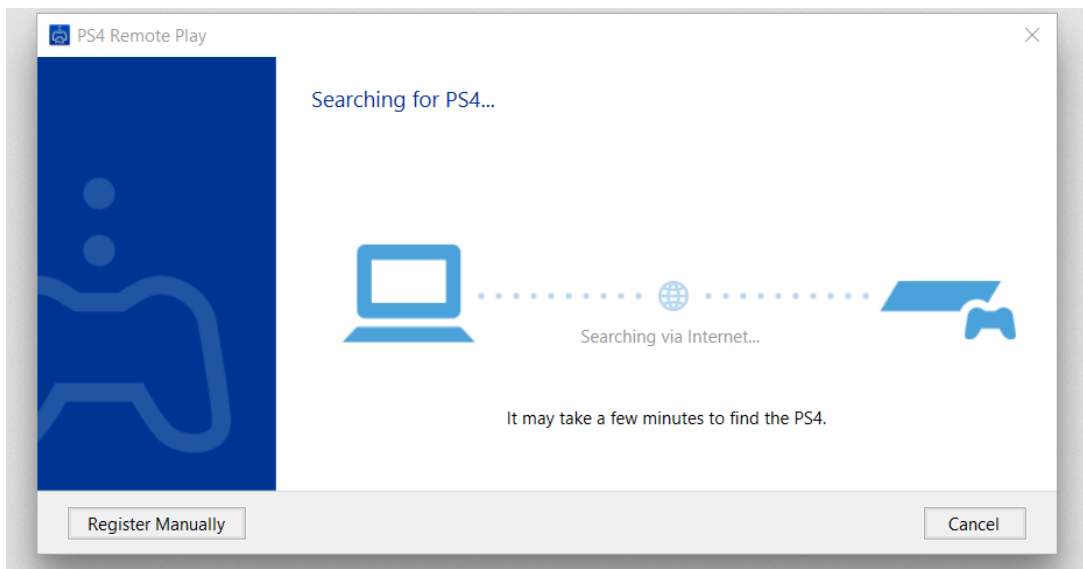 PS4 Remote Play
Searching for PS4...
Searching via Internet...
It may take a few minutes to find the PS4.
Register Manually
Cancel